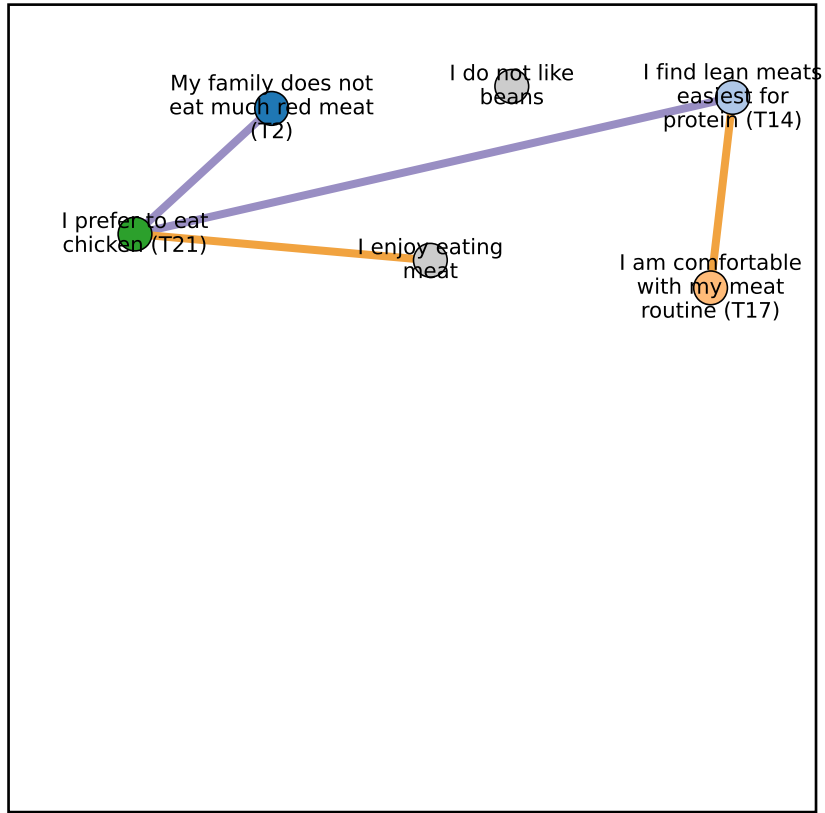 My family does not
eat much red meat
(T2)
I do not like
beans
I find lean meats
easiest for
protein (T14)
I prefer to eat
chicken (T21)
I enjoy eating
meat
I am comfortable
with my meat
routine (T17)